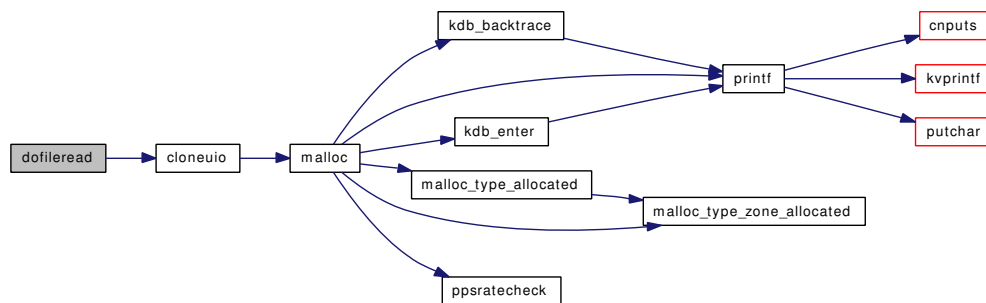 kdb_backtrace
cnputs
printf
kvprintf
kdb_enter
putchar
dofileread
cloneuio
malloc
malloc_type_allocated
malloc_type_zone_allocated
ppsratecheck